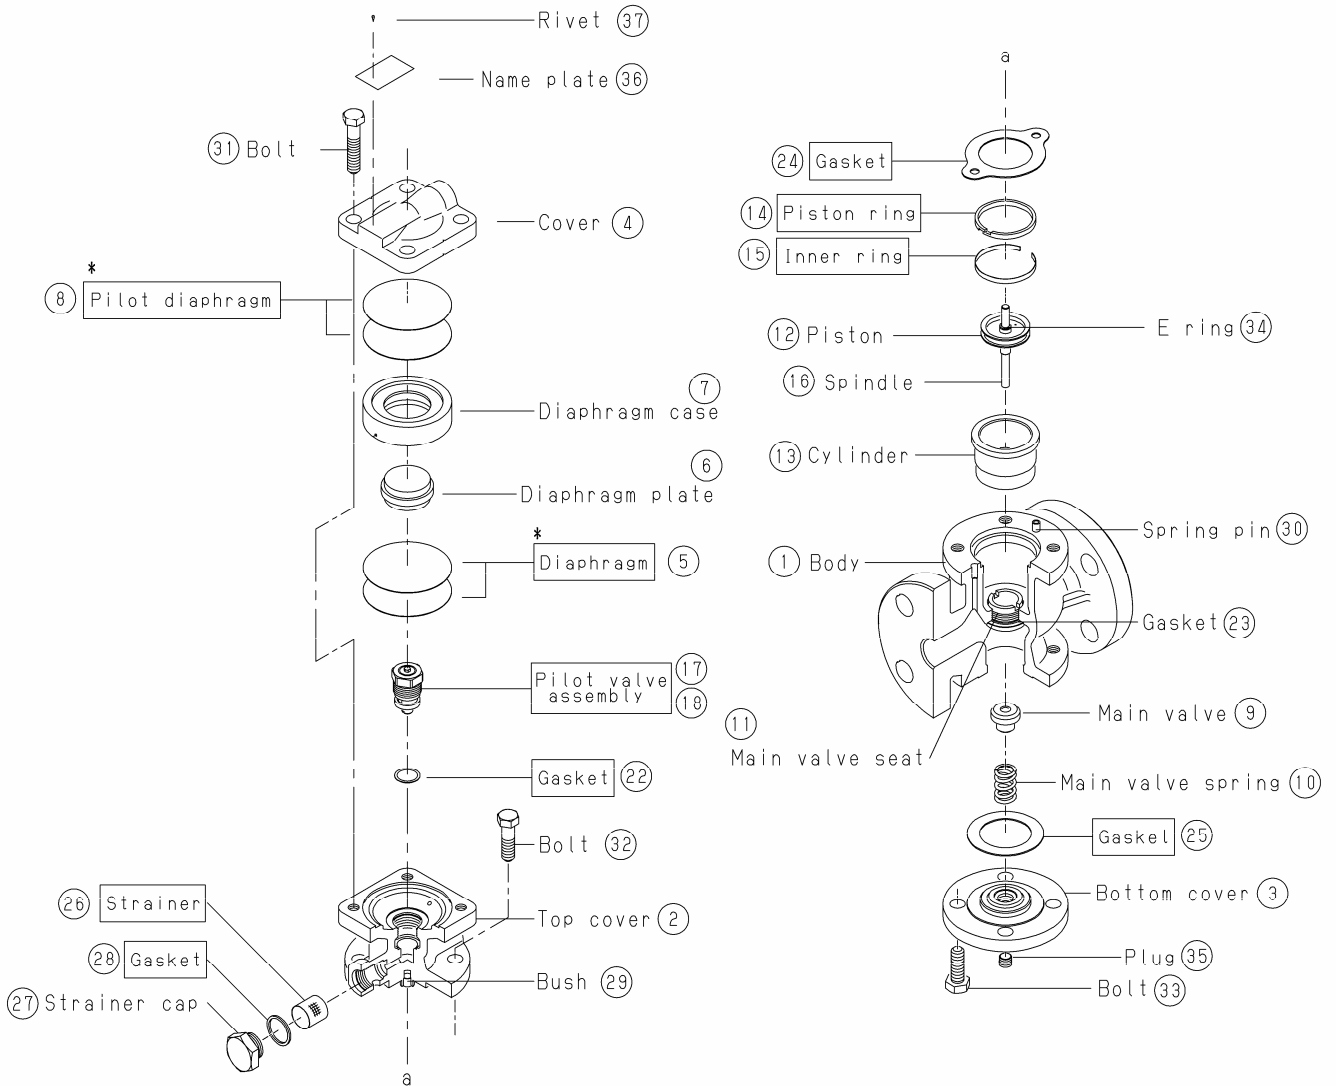 Rivet 37
Name plate 36
31 Bolt
Cover 4
*
8 Pilot diaphragm
7
Diaphragm case
6
Diaphragm plate
*
Diaphragm 5
Pilot valve 17
assembly 18
Gasket 22
Bolt 32
26 Strainer
Top cover 2
28 Gasket
Bush 29
27 Strainer cap
a
a
24 Gasket
14 Piston ring
15 Inner ring
E ring 34
12 Piston
16 Spindle
13 Cylinder
Spring pin 30
1 Body
Gasket 23
Main valve 9
11
Main valve seat
Main valve spring 10
Gaskel 25
Bottom cover 3
Plug 35
Bolt 33